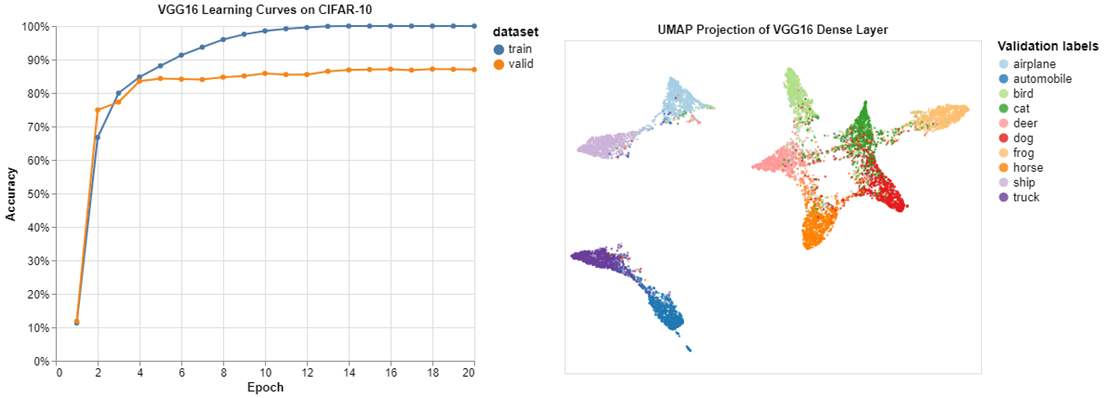 VGG16 Learning Curves on CIFAR-10
100%
90%
80%
70%
60%
50%
40%
30%
20%
10%
0%
Accuracy
0 2 4 6 8 10 12 14 16 18 20
Epoch
dataset
train
valid
UMAP Projection of VGG16 Dense Layer
Validation labels
airplane
automobile
bird
cat
deer
dog
frog
horse
ship
truck